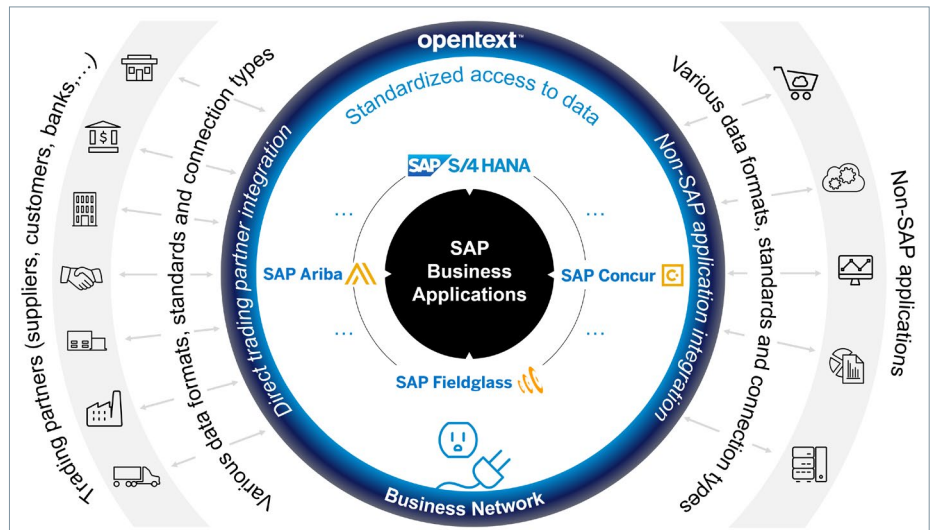 opentext™
Standardized access to data
Trading partners (suppliers, customers, banks,...)
Various data formats, standards and connection types
Direct trading partner integration
SAP S/4 HANA
...
...
SAP Ariba
SAP
Business
Applications
SAP Concur
...
...
SAP Fieldglass
Business Network
Non-SAP application integration
Various data formats, standards and connection types
Non-SAP applications
$